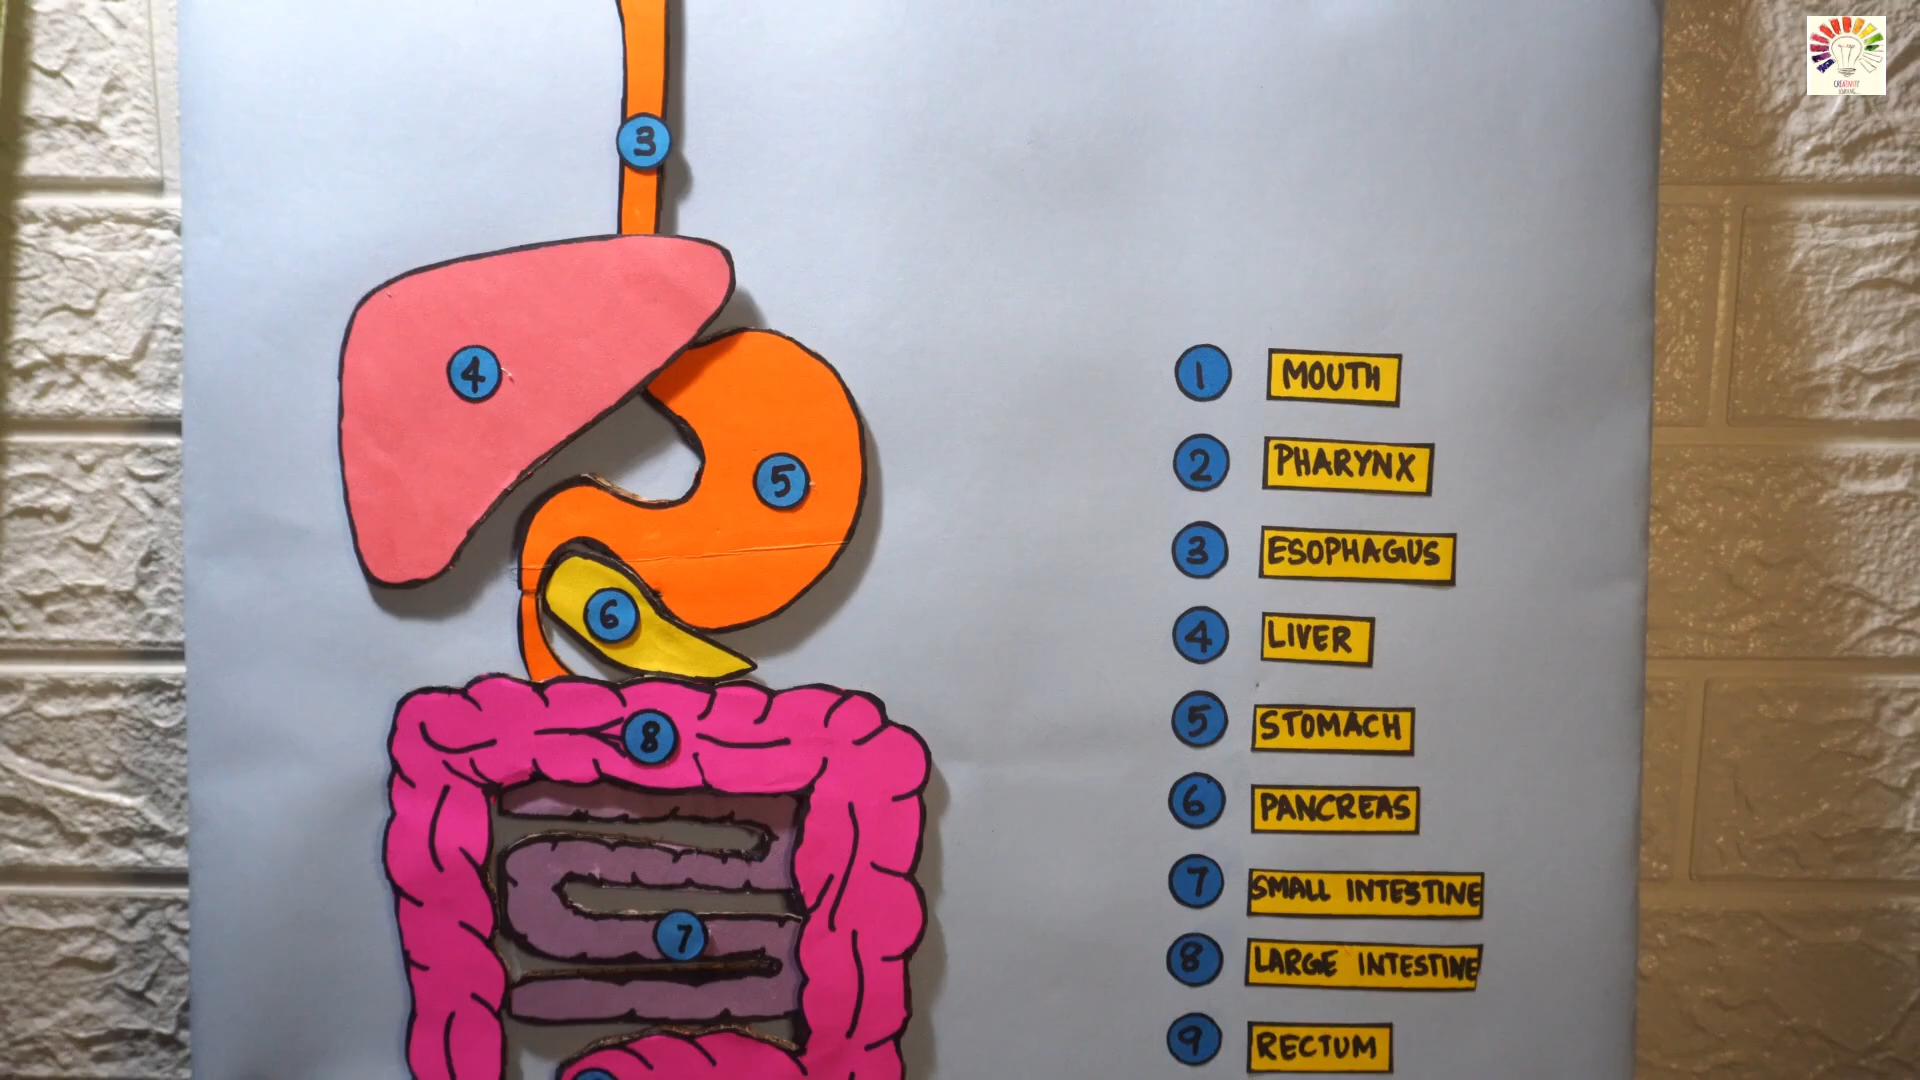 CREATIVITY
3
4
5
6
8
7
1 MOUTH
2 PHARYNX
3 ESOPHAGUS
4 LIVER
5 STOMACH
6 PANCREAS
7 SMALL INTESTINE
8 LARGE INTESTINE
9 RECTUM